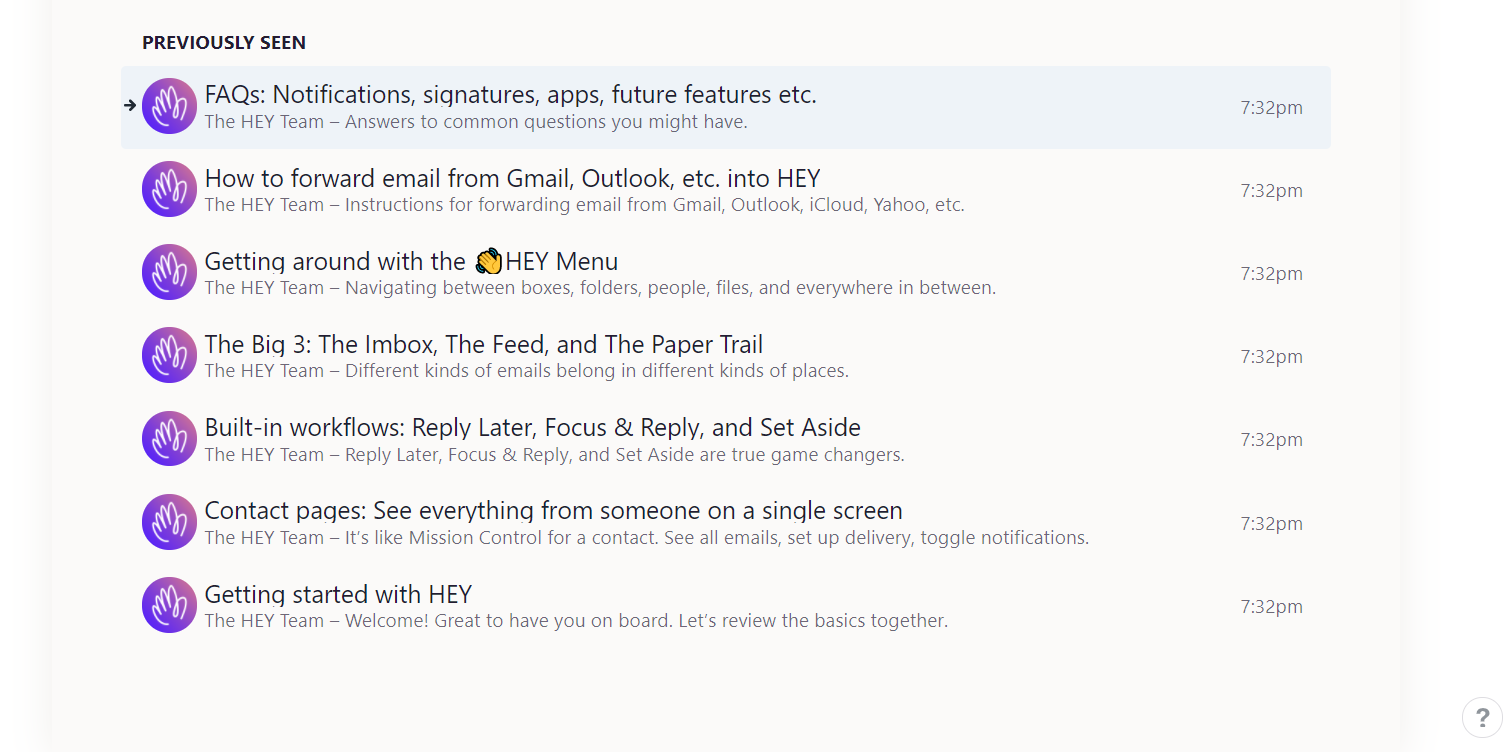 PREVIOUSLY SEEN
FAQs: Notifications, signatures, apps, future features etc.
The HEY Team – Answers to common questions you might have.
7:32pm
How to forward email from Gmail, Outlook, etc. into HEY
The HEY Team – Instructions for forwarding email from Gmail, Outlook, iCloud, Yahoo, etc.
7:32pm
Getting around with the 👋HEY Menu
The HEY Team – Navigating between boxes, folders, people, files, and everywhere in between.
7:32pm
The Big 3: The Imbox, The Feed, and The Paper Trail
The HEY Team – Different kinds of emails belong in different kinds of places.
7:32pm
Built-in workflows: Reply Later, Focus & Reply, and Set Aside
The HEY Team – Reply Later, Focus & Reply, and Set Aside are true game changers.
7:32pm
Contact pages: See everything from someone on a single screen
The HEY Team – It’s like Mission Control for a contact. See all emails, set up delivery, toggle notifications.
7:32pm
Getting started with HEY
The HEY Team – Welcome! Great to have you on board. Let’s review the basics together.
7:32pm
?